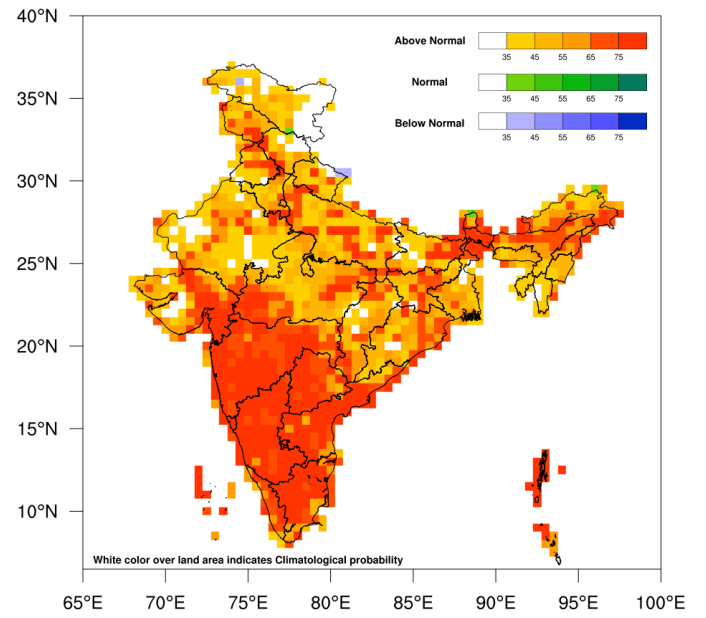 40°N
Above Normal
35 45 55 65 75
35°N
Normal
35 45 55 65 75
Below Normal
35 45 55 65 75
30°N
25°N
20°N
15°N
10°N
White color over land area indicates Climatological probability
65°E 70°E 75°E 80°E 85°E 90°E 95°E 100°E